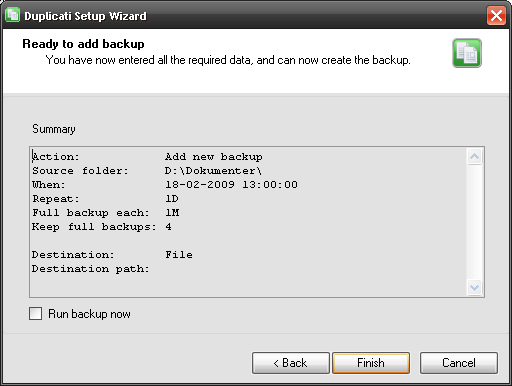 Duplicati Setup Wizard
Ready to add backup
You have now entered all the required data, and can now create the backup.
Summary
Action: Add new backup
Source folder: D:\Dokumenter\
When: 18-02-2009 13:00:00
Repeat: 1D
Full backup each: 1M
Keep full backups: 4
Destination: File
Destination path:
Run backup now
< Back Finish Cancel